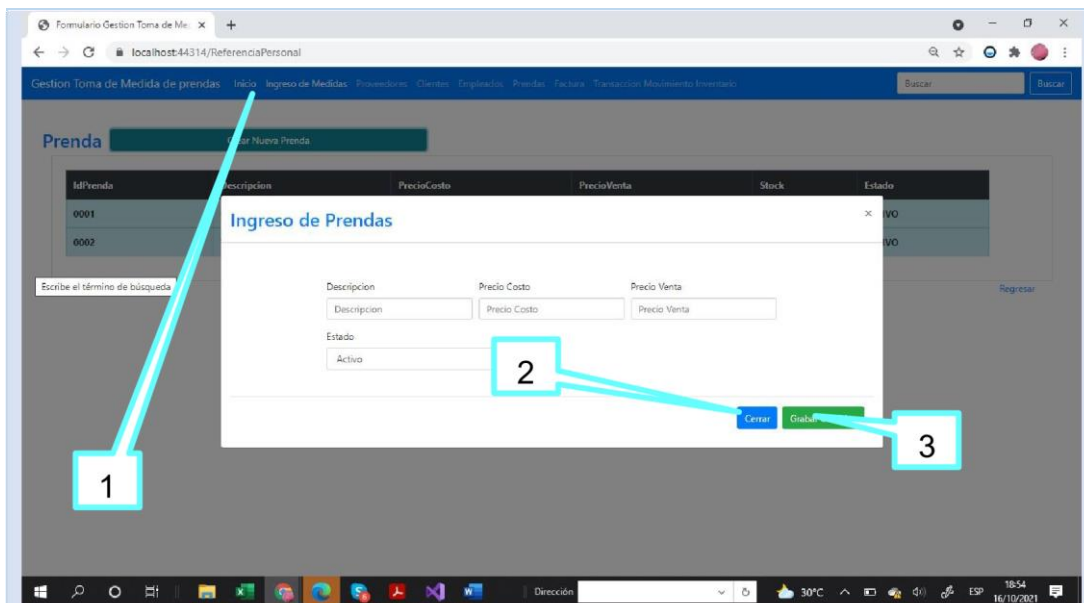 Formulario Gestion Toma de Me
localhost:44314/ReferenciaPersonal
Gestion Toma de Medida de prendas Inicio Ingreso de Medidas Proveedores Clientes Empleados Prendas Factura Transaccion Movimiento Inventario Buscar Buscar
Prenda Crear Nueva Prenda
IdPrenda Descripcion PrecioCosto PrecioVenta Stock Estado
0001
0002
Ingreso de Prendas ×
Escribe el término de búsqueda
Descripcion Precio Costo Precio Venta
Descripcion Precio Costo Precio Venta
Estado
Activo
Regresar
2
Cerrar
3
1
Dirección 30°C ESP 18:54
16/10/2021